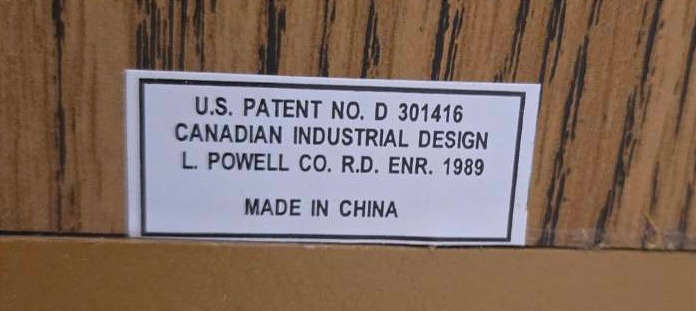 U.S. PATENT NO. D 301416
CANADIAN INDUSTRIAL DESIGN
L. POWELL CO. R.D. ENR. 1989
MADE IN CHINA